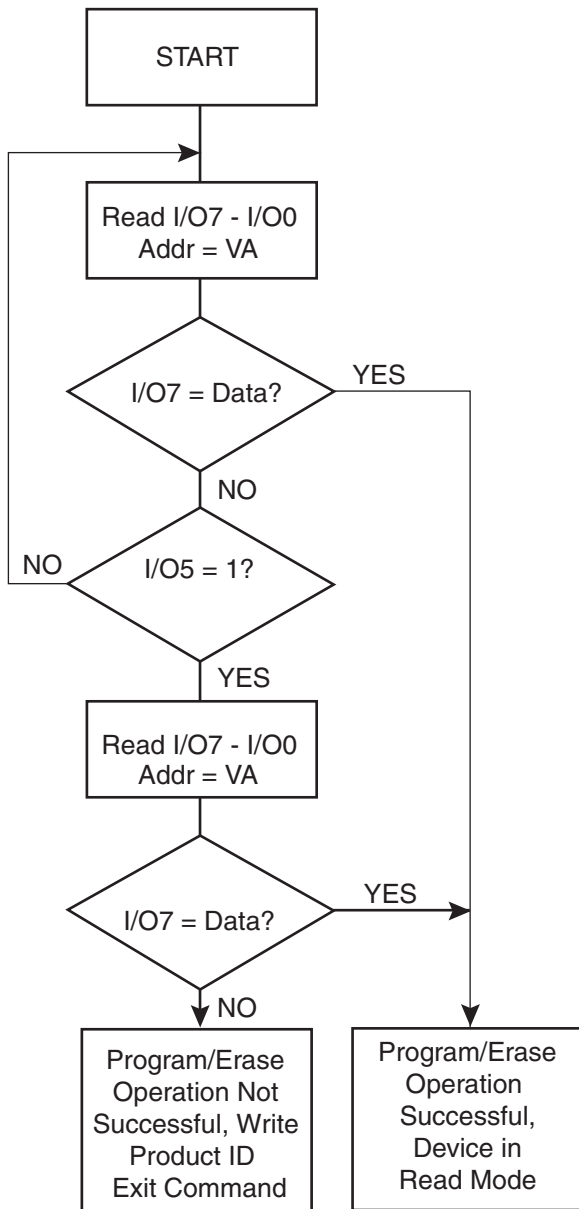 START
Read I/O7 - I/O0
Addr = VA
I/O7 = Data?
YES
NO
I/O5 = 1?
NO
YES
Read I/O7 - I/O0
Addr = VA
I/O7 = Data?
YES
NO
Program/Erase
Operation Not
Successful, Write
Product ID
Exit Command
Program/Erase
Operation
Successful,
Device in
Read Mode